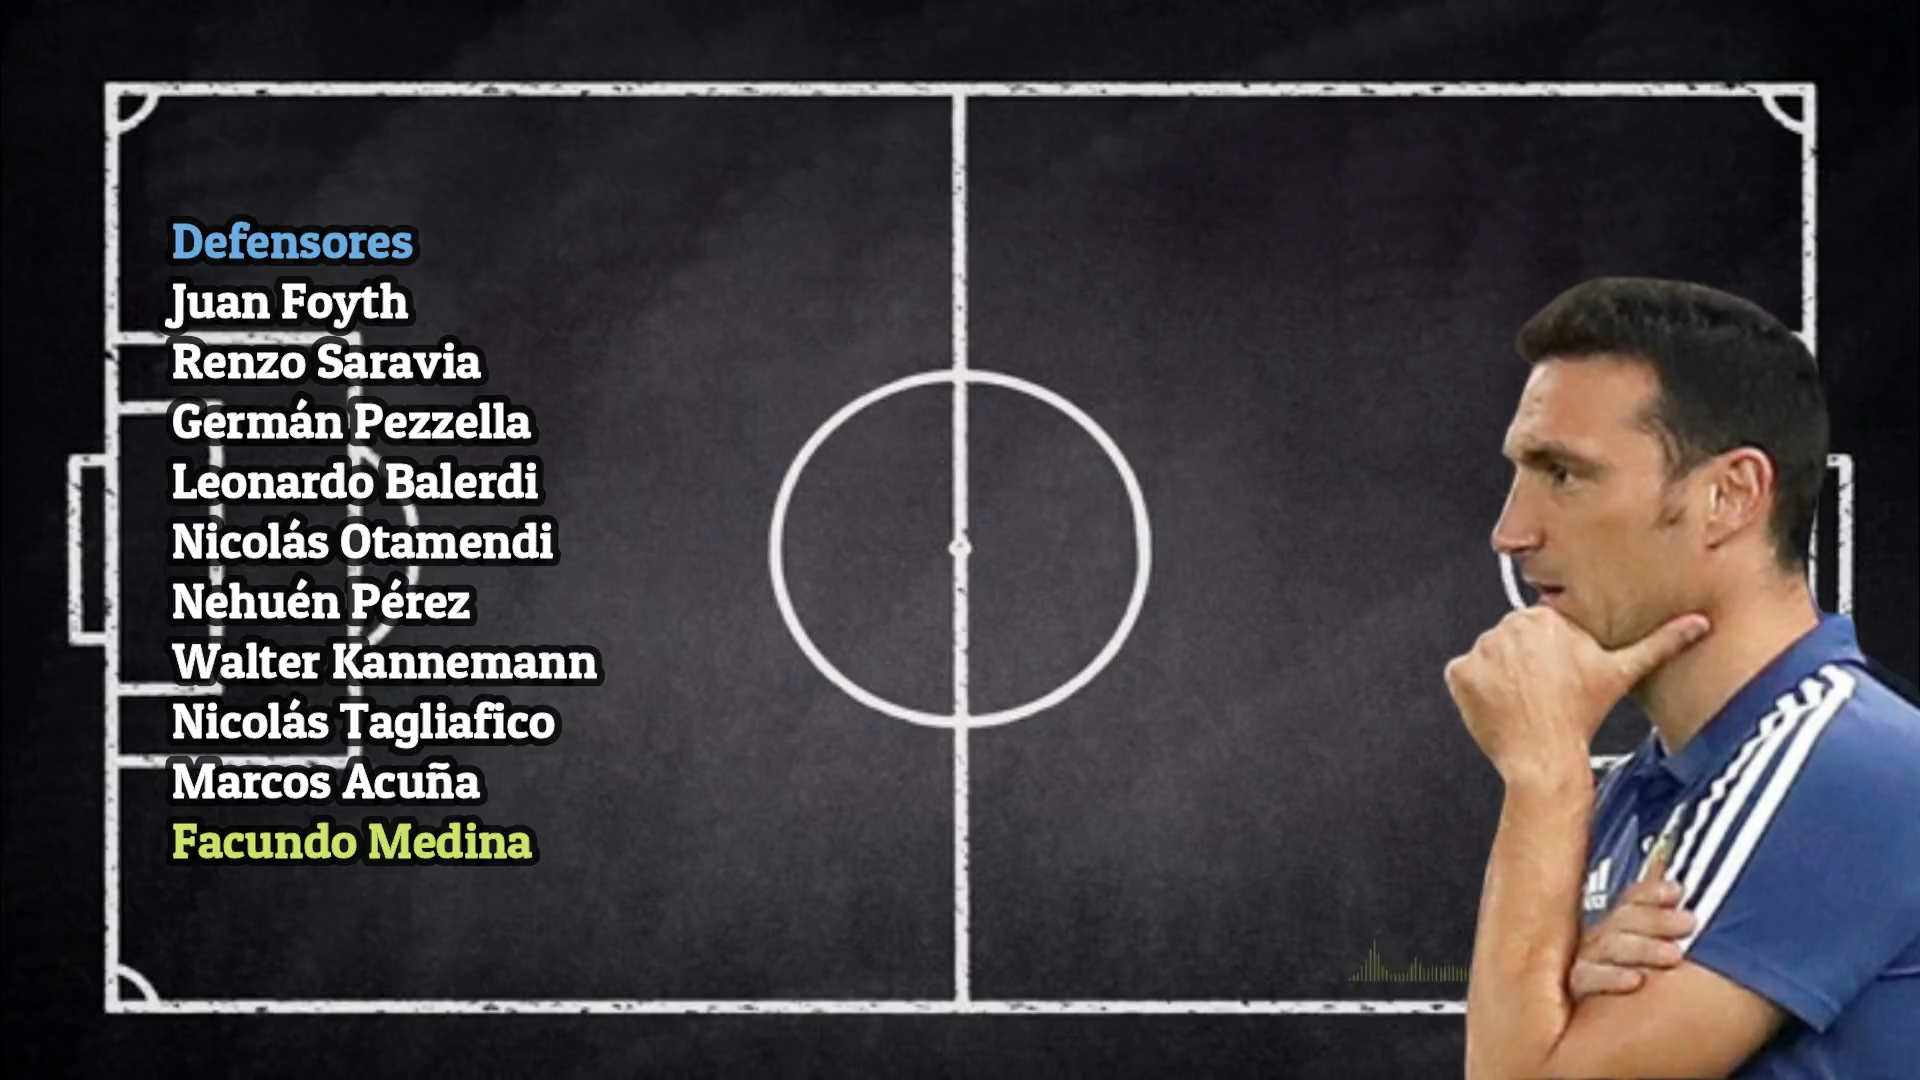 Defensores
Juan Foyth
Renzo Saravia
Germán Pezzella
Leonardo Balerdi
Nicolás Otamendi
Nehuén Pérez
Walter Kannemann
Nicolás Tagliafico
Marcos Acuña
Facundo Medina